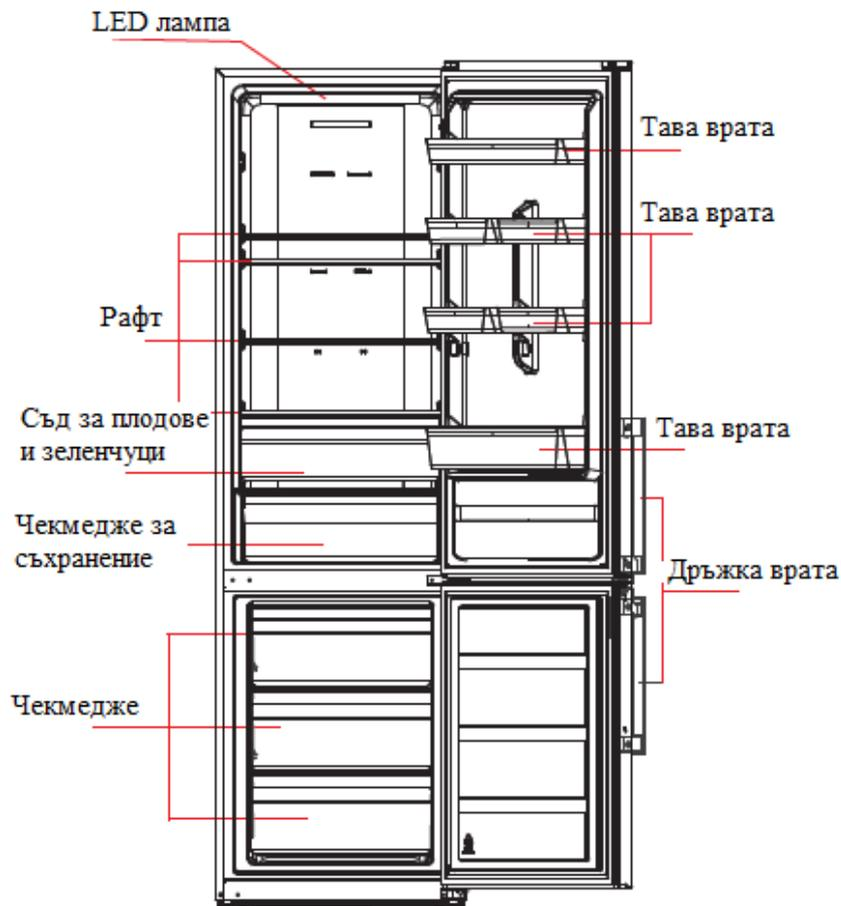 LED лампа
Тава врата
Тава врата
Рафт
Съд за плодове
и зеленчуци
Тава врата
Чекмедже за
съхранение
Дръжка врата
Чекмедже